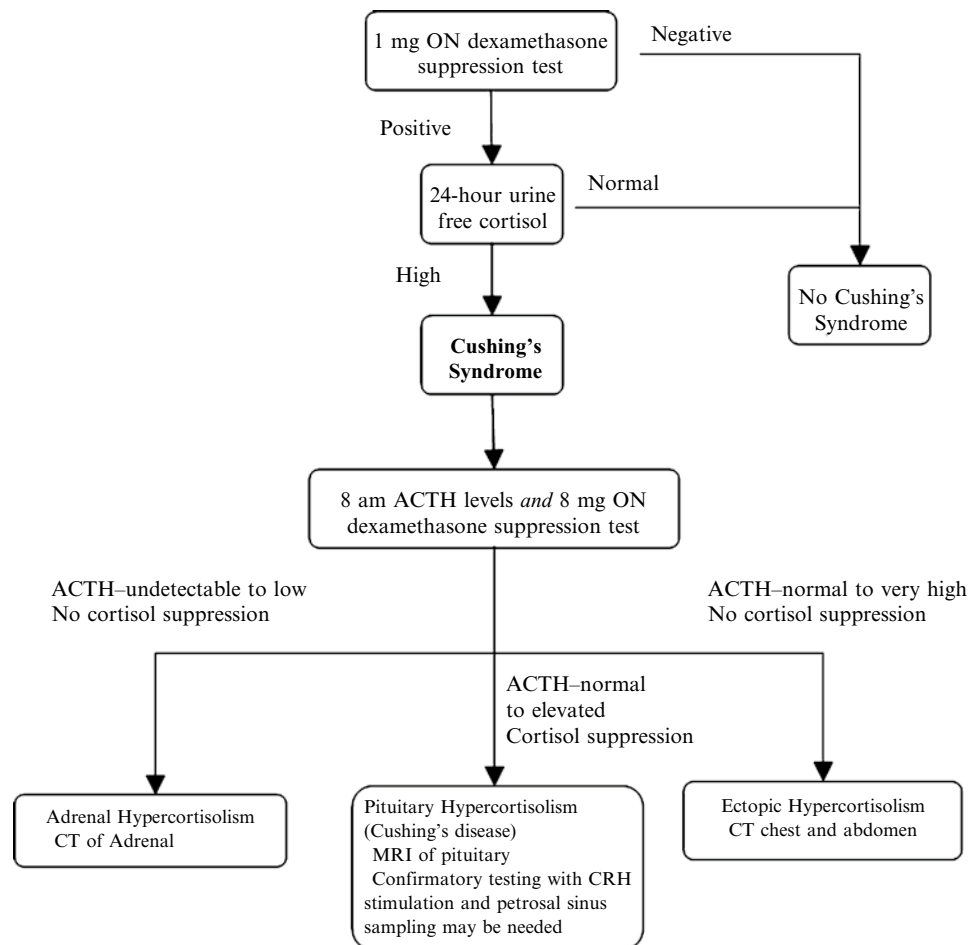 1 mg ON dexamethasone
suppression test
Negative
Positive
24-hour urine
free cortisol
Normal
High
No Cushing's
Syndrome
Cushing's
Syndrome
8 am ACTH levels and 8 mg ON
dexamethasone suppression test
ACTH–undetectable to low
No cortisol suppression
ACTH–normal to very high
No cortisol suppression
ACTH–normal
to elevated
Cortisol suppression
Adrenal Hypercortisolism
CT of Adrenal
Pituitary Hypercortisolism
(Cushing's disease)
MRI of pituitary
Confirmatory testing with CRH
stimulation and petrosal sinus
sampling may be needed
Ectopic Hypercortisolism
CT chest and abdomen